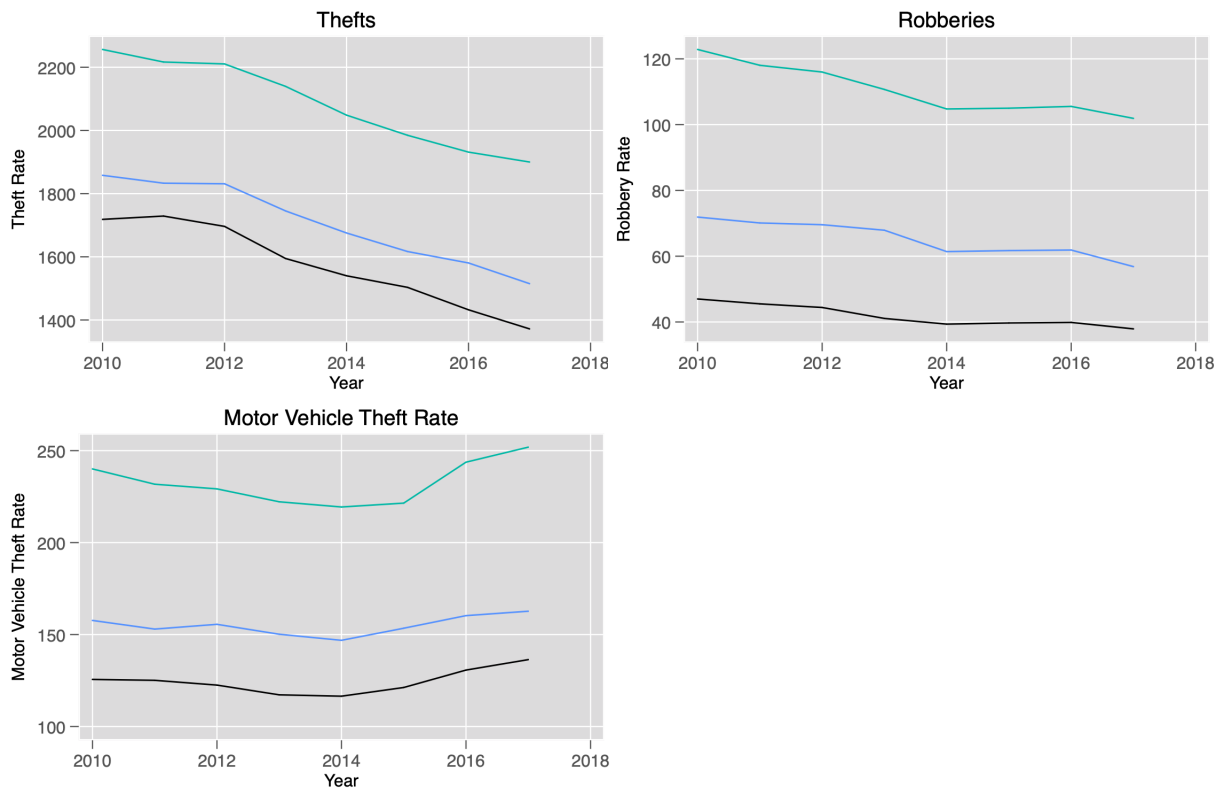 Thefts
Theft Rate
2200
2000
1800
1600
1400
2010 2012 2014 2016 2018
Year
Robberies
Robbery Rate
120
100
80
60
40
2010 2012 2014 2016 2018
Year
Motor Vehicle Theft Rate
Motor Vehicle Theft Rate
250
200
150
100
2010 2012 2014 2016 2018
Year